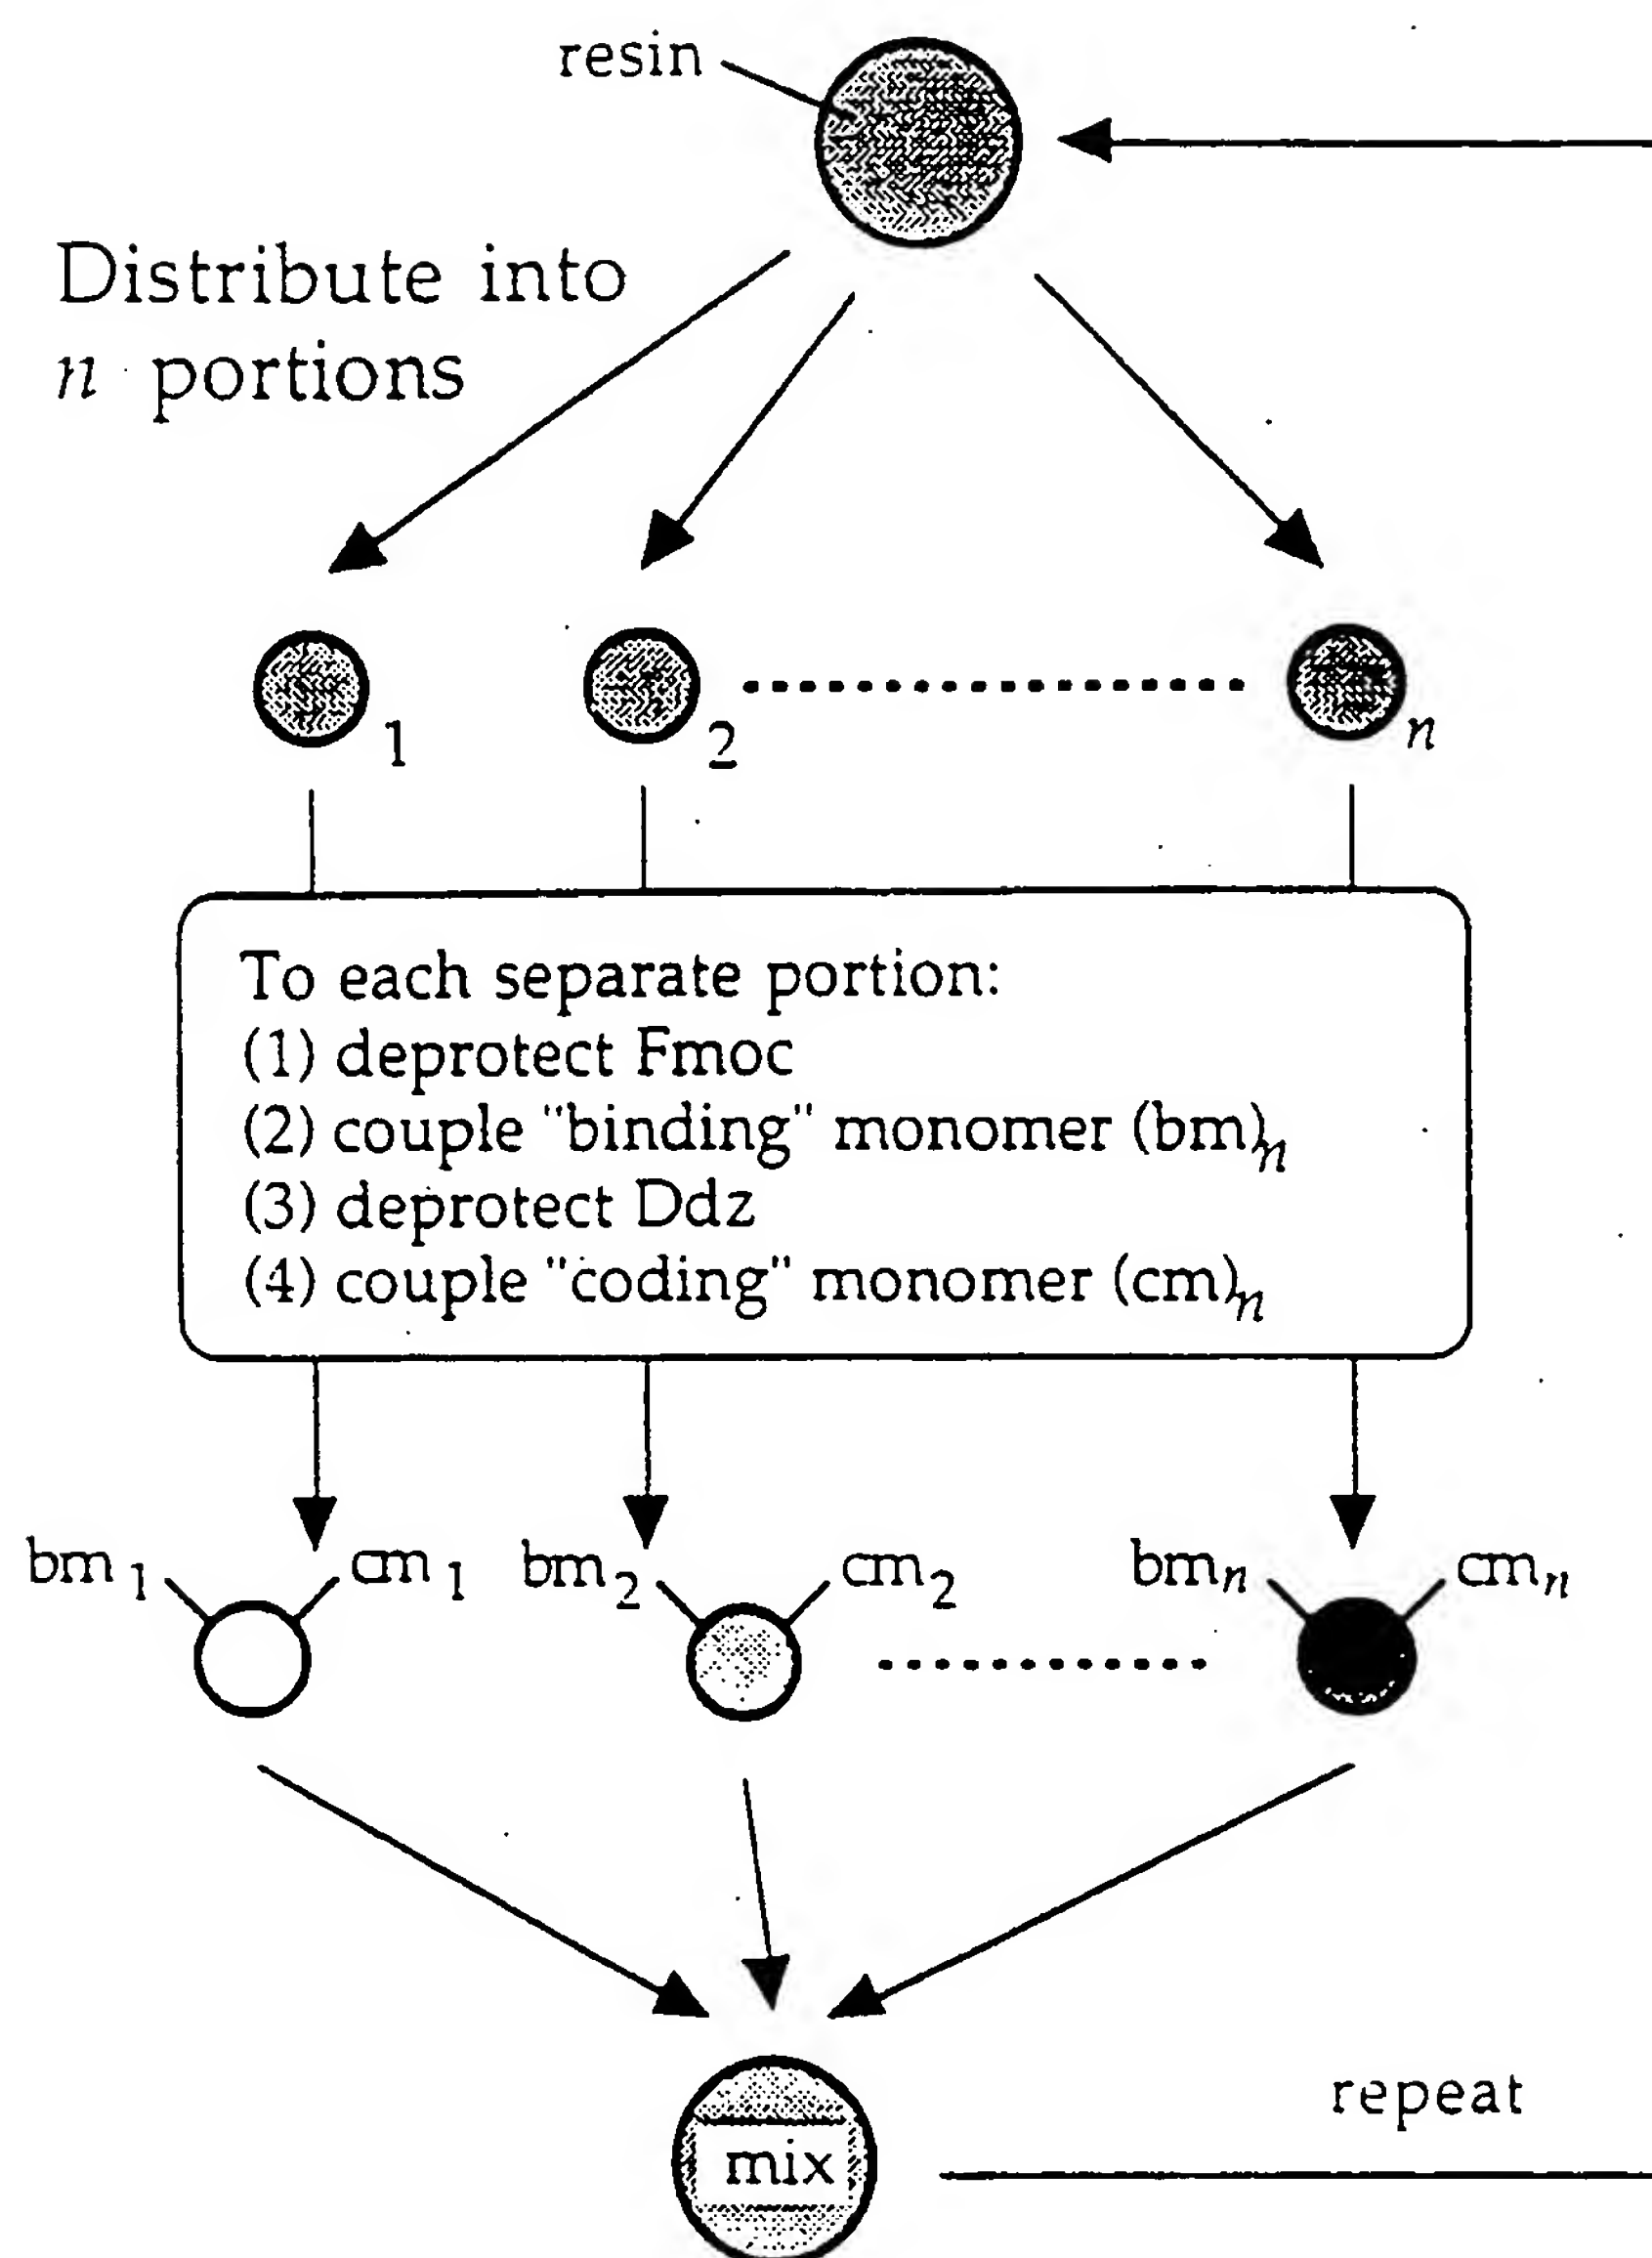 resin
Distribute into
n portions
1
2
n
To each separate portion:
(1) deprotect Fmoc
(2) couple "binding" monomer (bm)n
(3) deprotect Ddz
(4) couple "coding" monomer (cm)n
bm1 cm1 bm2 cm2 bmn cmn
repeat
mix